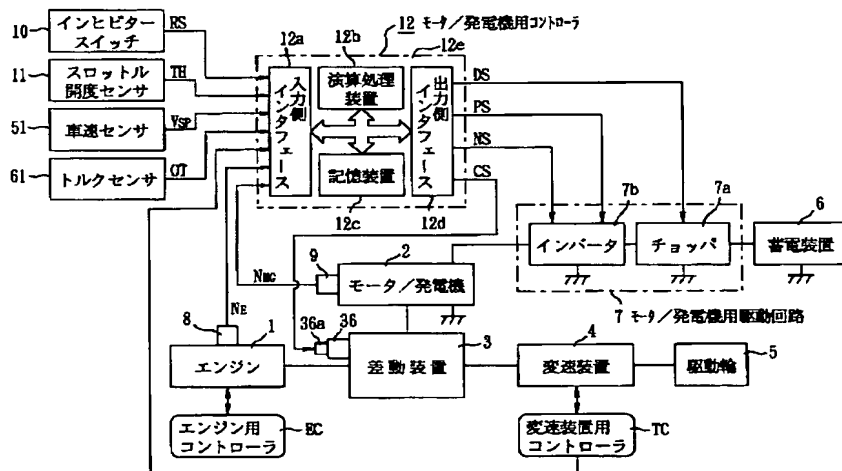 12 モータ/発電機用コントローラ
10
インヒビター
スイッチ
RS
12a
12b
12e
11
スロットル
開度センサ
TH
51
車速センサ
VSP
61
トルクセンサ
OT
入力側
インタフェース
演算処理
装置
記憶装置
12c
出力側
インタフェース
12d
DS
PS
NS
CS
7b
7a
6
インバータ
チョッパ
蓄電装置
7 モータ/発電機用駆動回路
NMG
9
2
モータ/発電機
NE
8
1
エンジン
36a
36
3
差動装置
4
変速装置
5
駆動輪
エンジン用
コントローラ
EC
変速装置用
コントローラ
TC